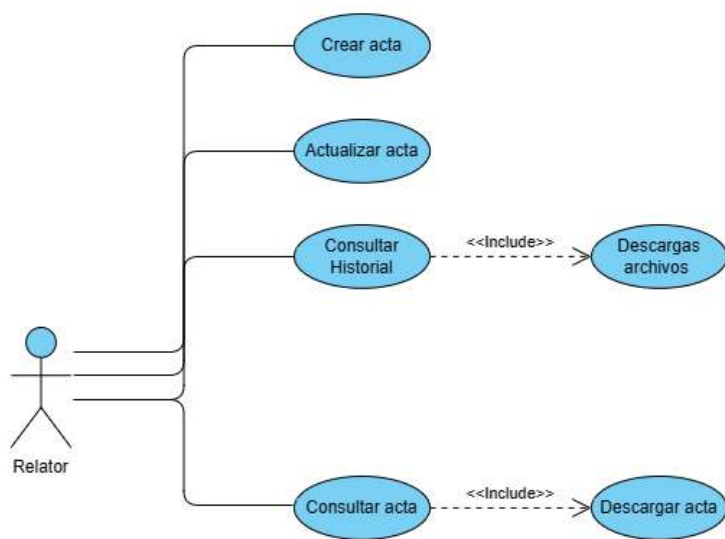 Crear acta
Actualizar acta
Consultar
Historial
<<Include>>
Descargas
archivos
Relator
Consultar acta
<<Include>>
Descargar acta